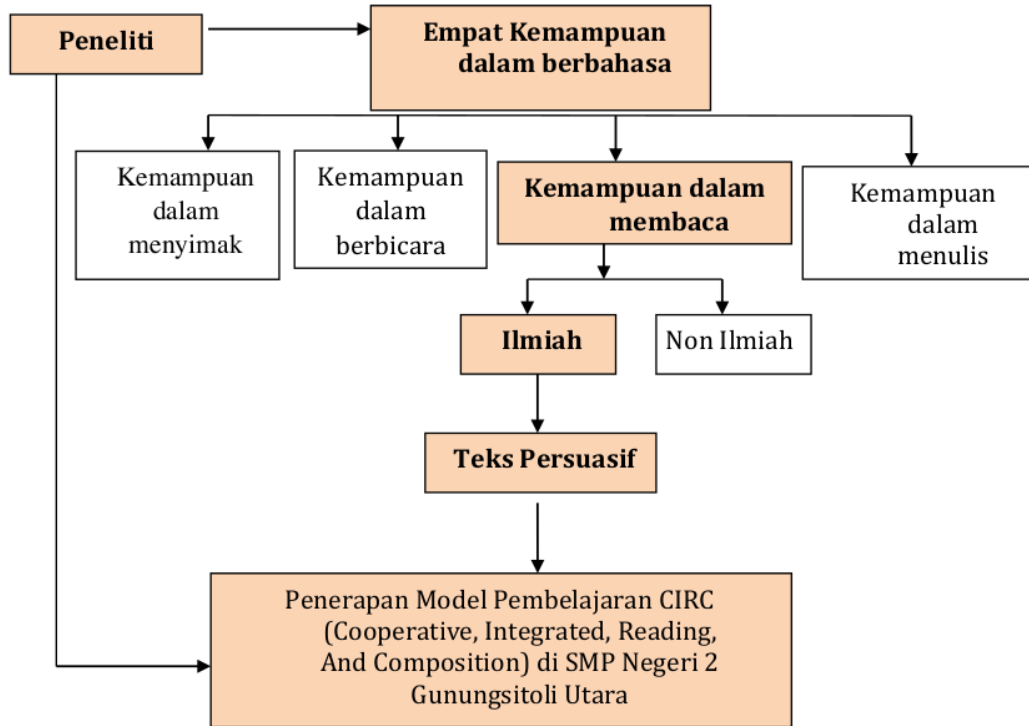 Peneliti
Empat Kemampuan
dalam berbahasa
Kemampuan
dalam
menyimak
Kemampuan
dalam
berbicara
Kemampuan dalam
membaca
Kemampuan
dalam
menulis
Ilmiah
Non Ilmiah
Teks Persuasif
Penerapan Model Pembelajaran CIRC
(Cooperative, Integrated, Reading,
And Composition) di SMP Negeri 2
Gunungsitoli Utara